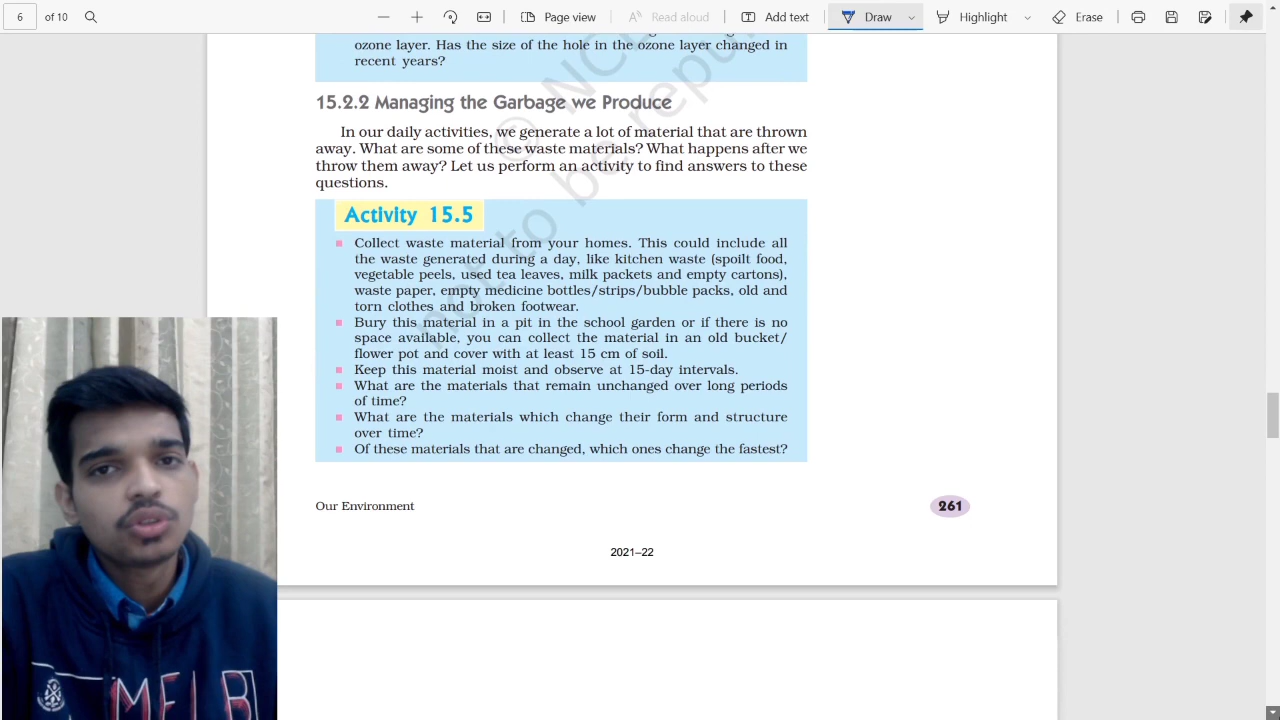 6 of 10
Page view
Read aloud
Add text
Draw
Highlight
Erase
ozone layer. Has the size of the hole in the ozone layer changed in
recent years?
15.2.2 Managing the Garbage we Produce
In our daily activities, we generate a lot of material that are thrown
away. What are some of these waste materials? What happens after we
throw them away? Let us perform an activity to find answers to these
questions.
Activity 15.5
Collect waste material from your homes. This could include all
the waste generated during a day, like kitchen waste (spoilt food,
vegetable peels, used tea leaves, milk packets and empty cartons),
waste paper, empty medicine bottles/strips/bubble packs, old and
torn clothes and broken footwear.
Bury this material in a pit in the school garden or if there is no
space available, you can collect the material in an old bucket/
flower pot and cover with at least 15 cm of soil.
Keep this material moist and observe at 15-day intervals.
What are the materials that remain unchanged over long periods
of time?
What are the materials which change their form and structure
over time?
Of these materials that are changed, which ones change the fastest?
Our Environment
261
2021–22
not to be repu
MELB